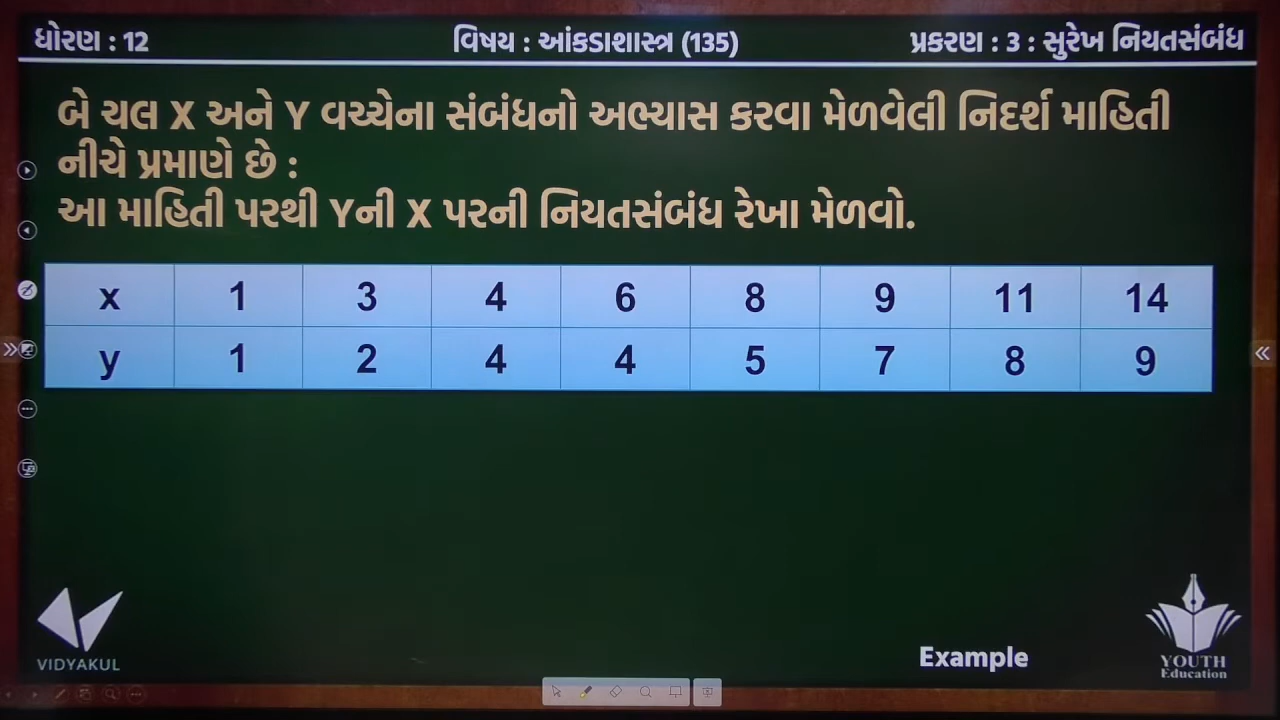 ધોરણ : 12 વિષય : આંકડાશાસ્ત્ર (135) પ્રકરણ : 3 : સુરેખ નિયતસંબંધ
બે ચલ X અને Y વચ્ચેના સંબંધનો અભ્યાસ કરવા મેળવેલી નિદર્શ માહિતી
નીચે પ્રમાણે છે :
આ માહિતી પરથી Yની X પરની નિયતસંબંધ રેખા મેળવો.
x 1 3 4 6 8 9 11 14
y 1 2 4 4 5 7 8 9
Example
VIDYAKUL
YOUTH
Education